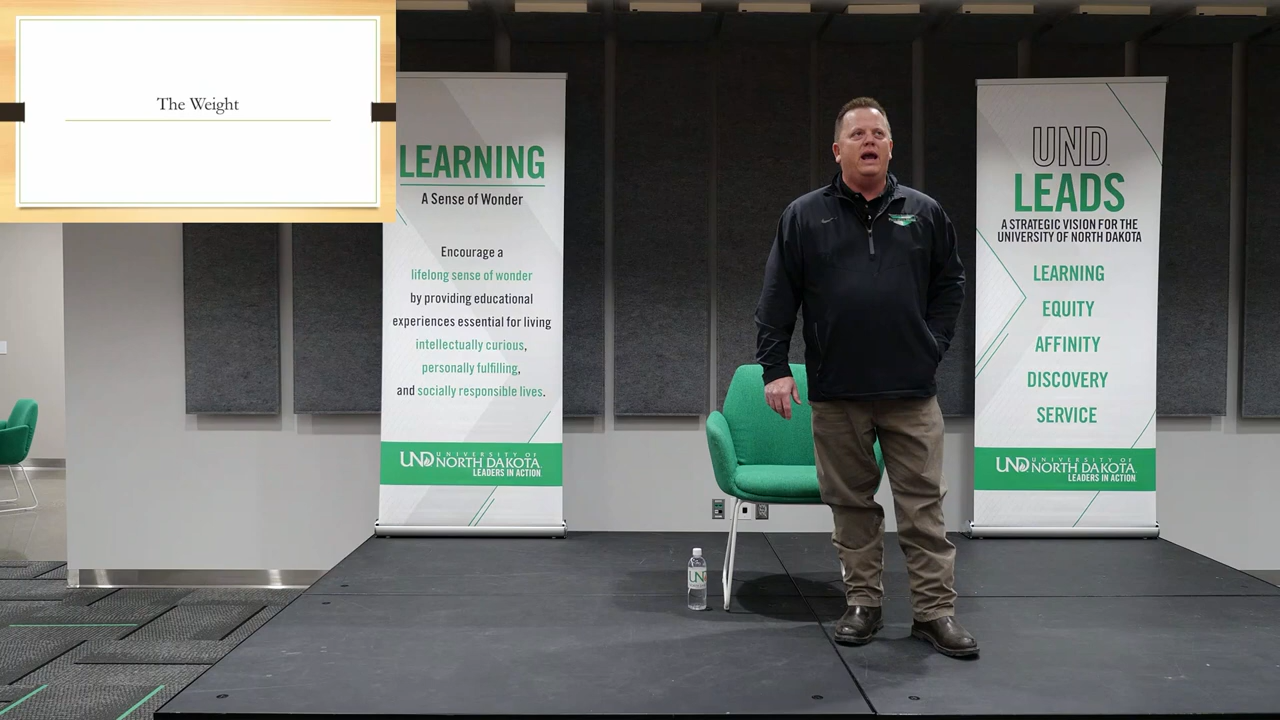 The Weight
LEARNING
A Sense of Wonder
Encourage a
lifelong sense of wonder
by providing educational
experiences essential for living
intellectually curious,
personally fulfilling,
and socially responsible lives.
UND UNIVERSITY OF
NORTH DAKOTA
LEADERS IN ACTION
UND
LEADS
A STRATEGIC VISION FOR THE
UNIVERSITY OF NORTH DAKOTA
LEARNING
EQUITY
AFFINITY
DISCOVERY
SERVICE
UND UNIVERSITY OF
NORTH DAKOTA
LEADERS IN ACTION
UND